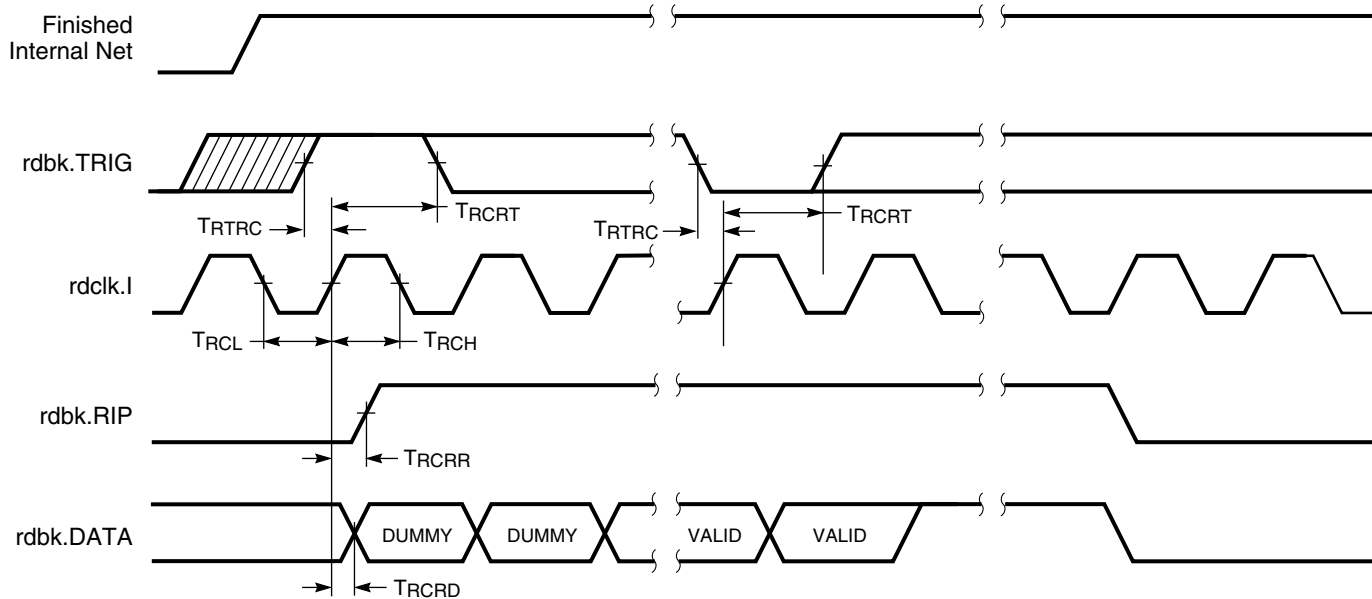 Finished
Internal Net
rdbk.TRIG
TRTRC
TRCRT
TRTRC
TRCRT
rdclk.I
TRCL
TRCH
rdbk.RIP
TRCRR
rdbk.DATA
DUMMY
DUMMY
VALID
VALID
TRCRD